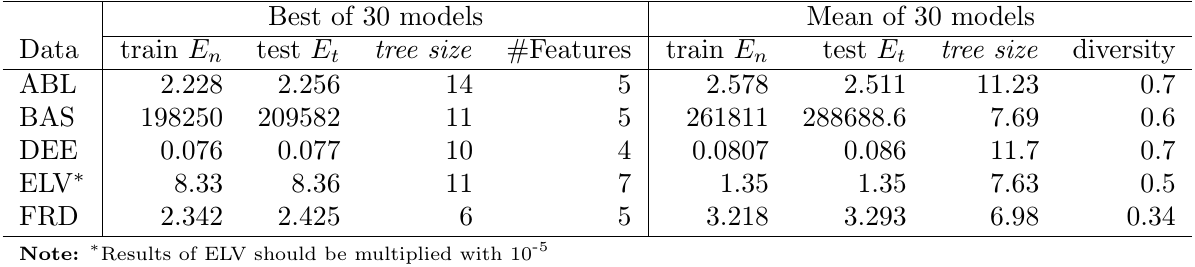 Best of 30 models Mean of 30 models
Data train Eₙ test Eₜ tree size #Features train Eₙ test Eₜ tree size diversity
ABL 2.228 2.256 14 5 2.578 2.511 11.23 0.7
BAS 198250 209582 11 5 261811 288688.6 7.69 0.6
DEE 0.076 0.077 10 4 0.0807 0.086 11.7 0.7
ELV* 8.33 8.36 11 7 1.35 1.35 7.63 0.5
FRD 2.342 2.425 6 5 3.218 3.293 6.98 0.34
Note: *Results of ELV should be multiplied with 10⁻⁵